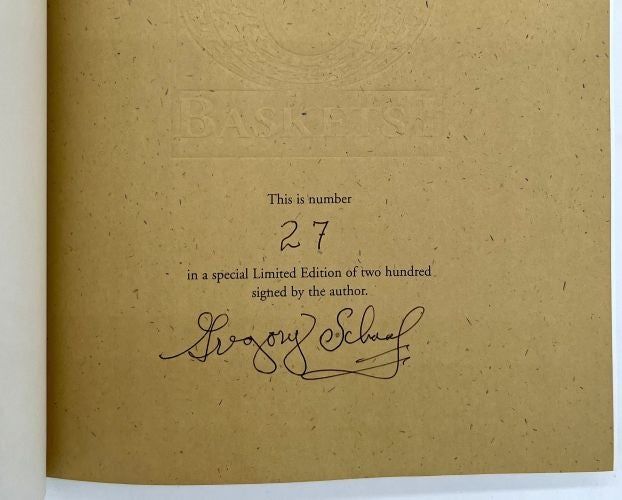 BASKETS I
This is number
27
in a special Limited Edition of two hundred
signed by the author.
Gregory Schaaf